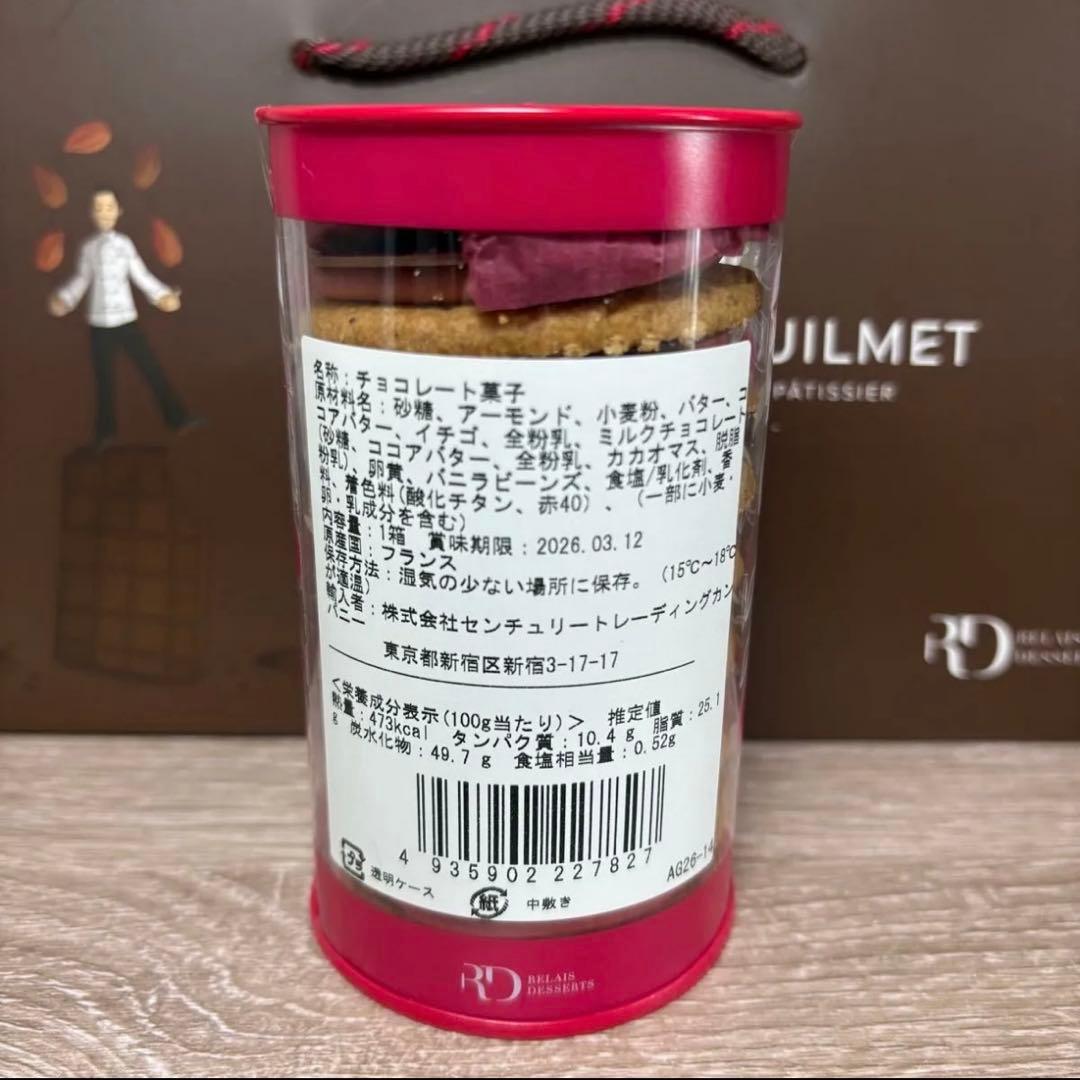 UILMET
PÂTISSIER
名称：チョコレート菓子
原材料名：砂糖、アーモンド、小麦粉、バター、コ
コアバター、イチゴ、全粉乳、ミルクチョコレート
(砂糖、ココアバター、全粉乳、カカオマス、脱脂
粉乳)、卵黄、バニラビーンズ、食塩/乳化剤、香
料、着色料(酸化チタン、赤40)、（一部に小麦・
卵・乳成分を含む）
内容量：1箱　賞味期限：2026.03.12
原産国：フランス
保存方法：湿気の少ない場所に保存。（15℃～18℃
が適温）
輸入者：株式会社センチュリートレーディングカン
パニー
東京都新宿区新宿3-17-17
＜栄養成分表示(100g当たり)＞　推定値
熱量：473kcal　タンパク質：10.4ｇ　脂質：25.1
ｇ　炭水化物：49.7ｇ　食塩相当量：0.52g
4 935902 227827
AG26-14
プラ 透明ケース
紙 中敷き
RD RELAIS DESSERTS
RD RELAIS DESSERTS